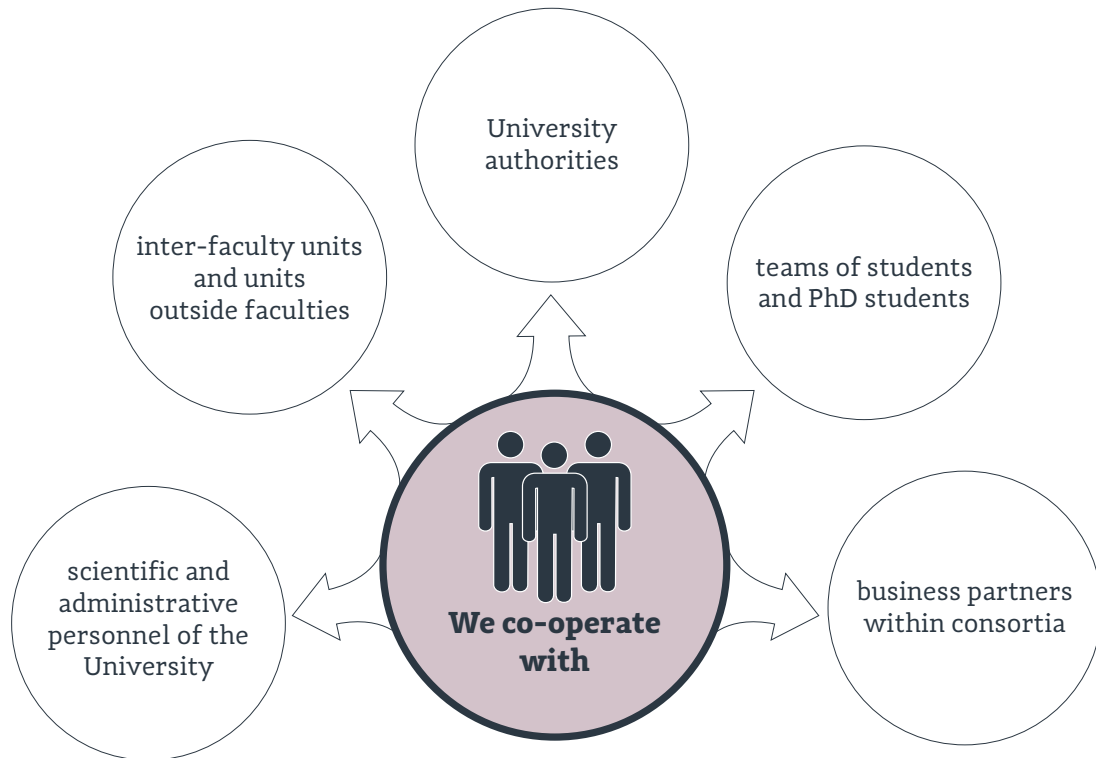 University
authorities
inter-faculty units
and units
outside faculties
teams of students
and PhD students
scientific and
administrative
personnel of the
University
business partners
within consortia
We co-operate
with